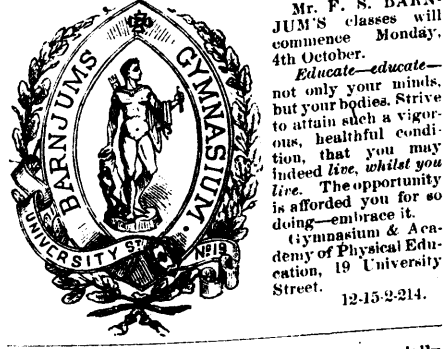 BARNJUMS GYMNASIUM.
UNIVERSITY ST.
No 19
Mr. F. S. BARN-
JUM'S classes will
commence Monday,
4th October.
Educate—educate—
not only your minds,
but your bodies. Strive
to attain such a vigor-
ous, healthful condi-
tion, that you may
indeed live, whilst you
live. The opportunity
is afforded you for so
doing—embrace it.
Gymnasium & Aca-
demy of Physical Edu-
cation, 19 University
Street.
12-15-2-214.